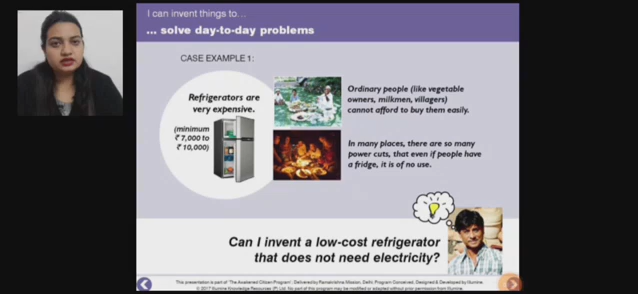 I can invent things to...
... solve day-to-day problems
CASE EXAMPLE 1:
Refrigerators are
very expensive.
(minimum
₹ 7,000 to
₹ 10,000)
Ordinary people (like vegetable
owners, milkmen, villagers)
cannot afford to buy them easily.
In many places, there are so many
power cuts, that even if people have
a fridge, it is of no use.
Can I invent a low-cost refrigerator
that does not need electricity?
This presentation is part of 'The Awakened Citizen Program'. Delivered by Ramakrishna Mission, Delhi. Program Conceived, Designed & Developed by Illumine.
© 2017 Illumine Knowledge Resources (P) Ltd. No part of this program may be modified or adapted without prior permission from Illumine.